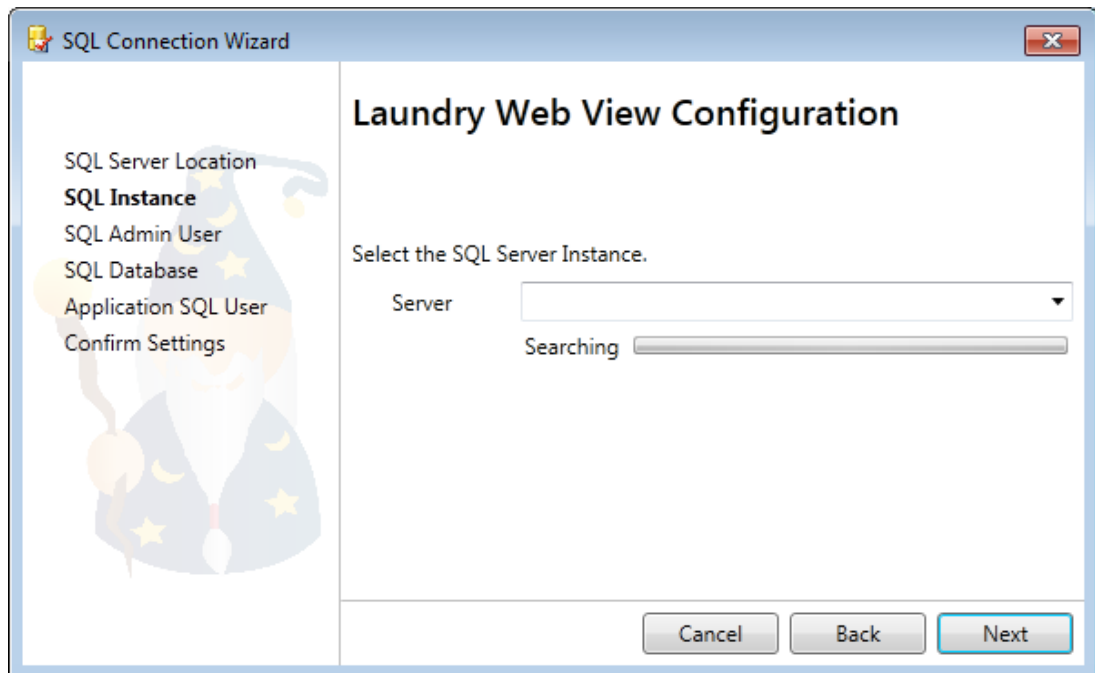 SQL Connection Wizard
SQL Server Location
SQL Instance
SQL Admin User
SQL Database
Application SQL User
Confirm Settings
Laundry Web View Configuration
Select the SQL Server Instance.
Server
Searching
Cancel Back Next